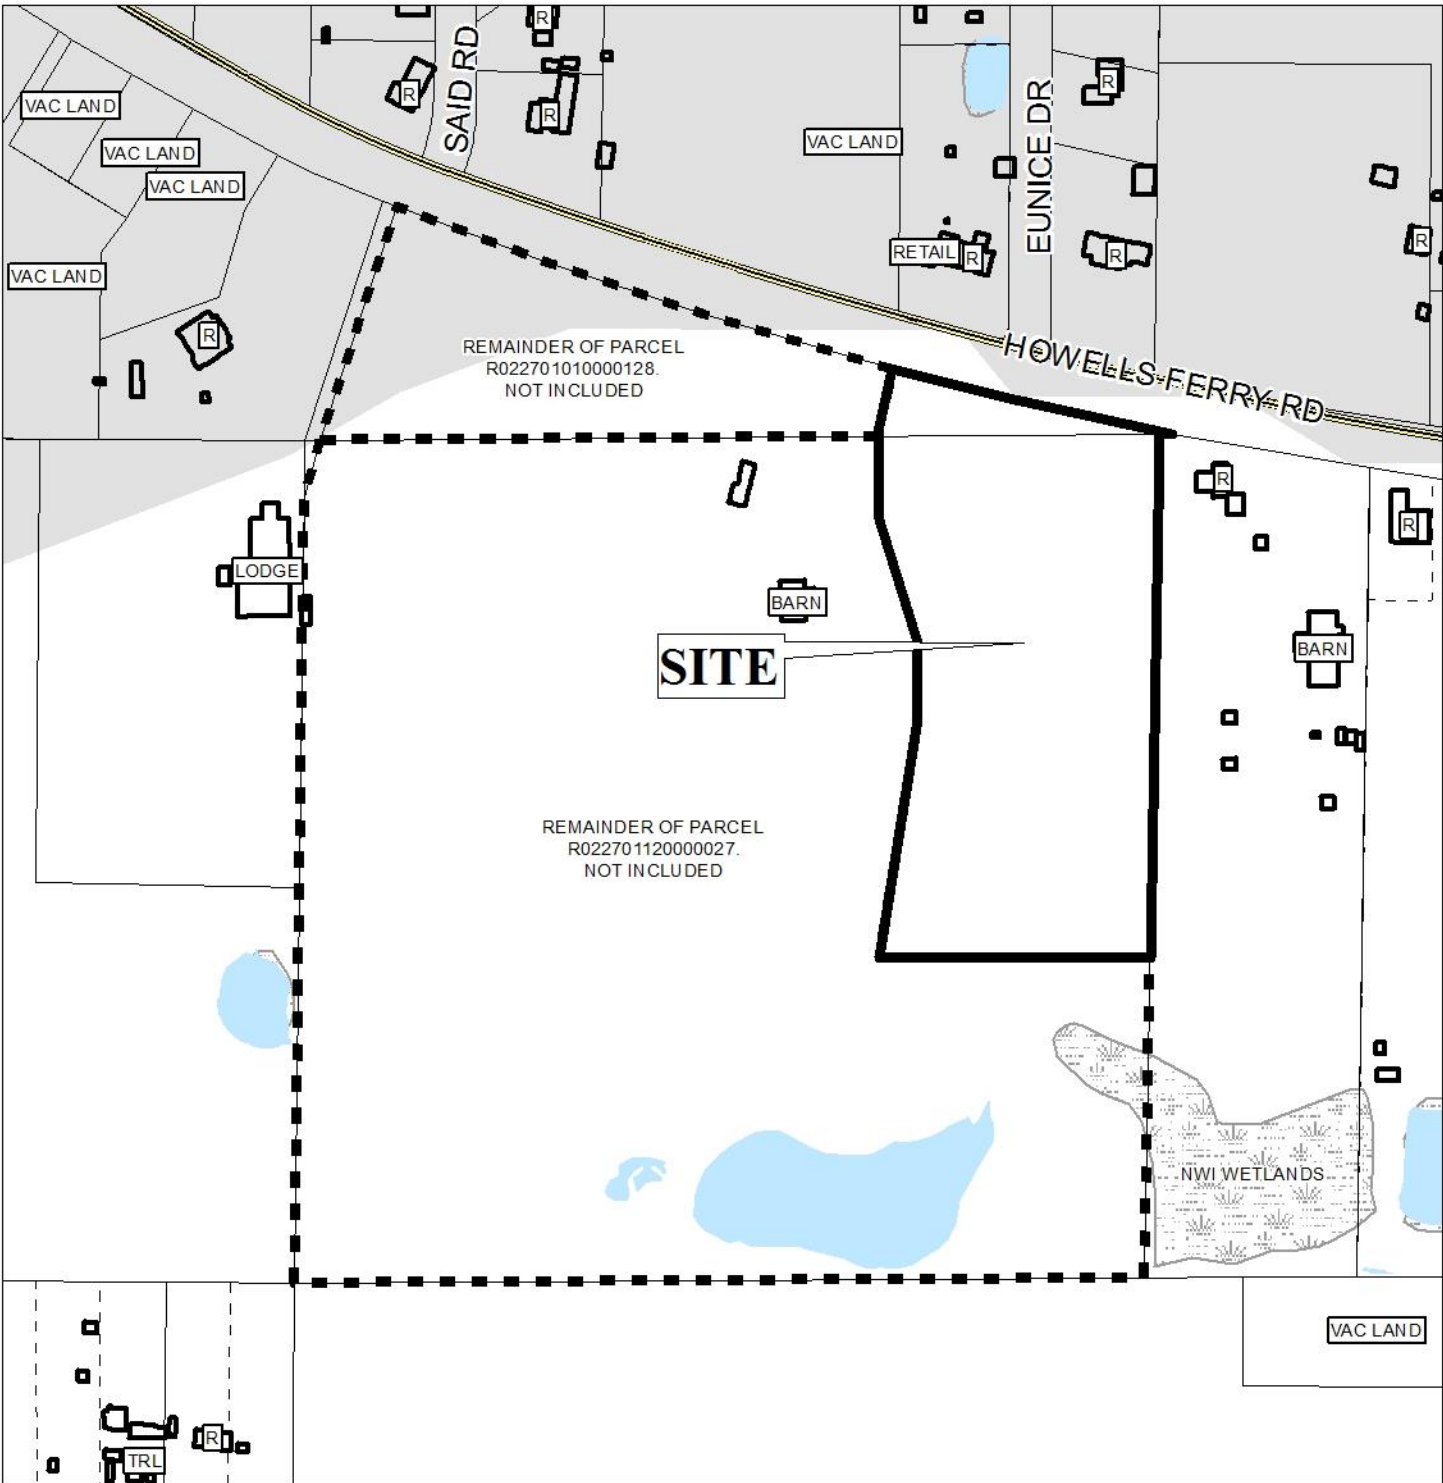 R
SAID RD
R
VAC LAND
R
R
EUNICE DR
R
VAC LAND
VAC LAND
VAC LAND
RETAIL
R
R
R
VAC LAND
R
REMAINDER OF PARCEL
R022701010000128.
NOT INCLUDED
HOWELLS FERRY RD
R
R
LODGE
BARN
SITE
BARN
REMAINDER OF PARCEL
R022701120000027.
NOT INCLUDED
NWI WETLANDS
VAC LAND
R
TRL